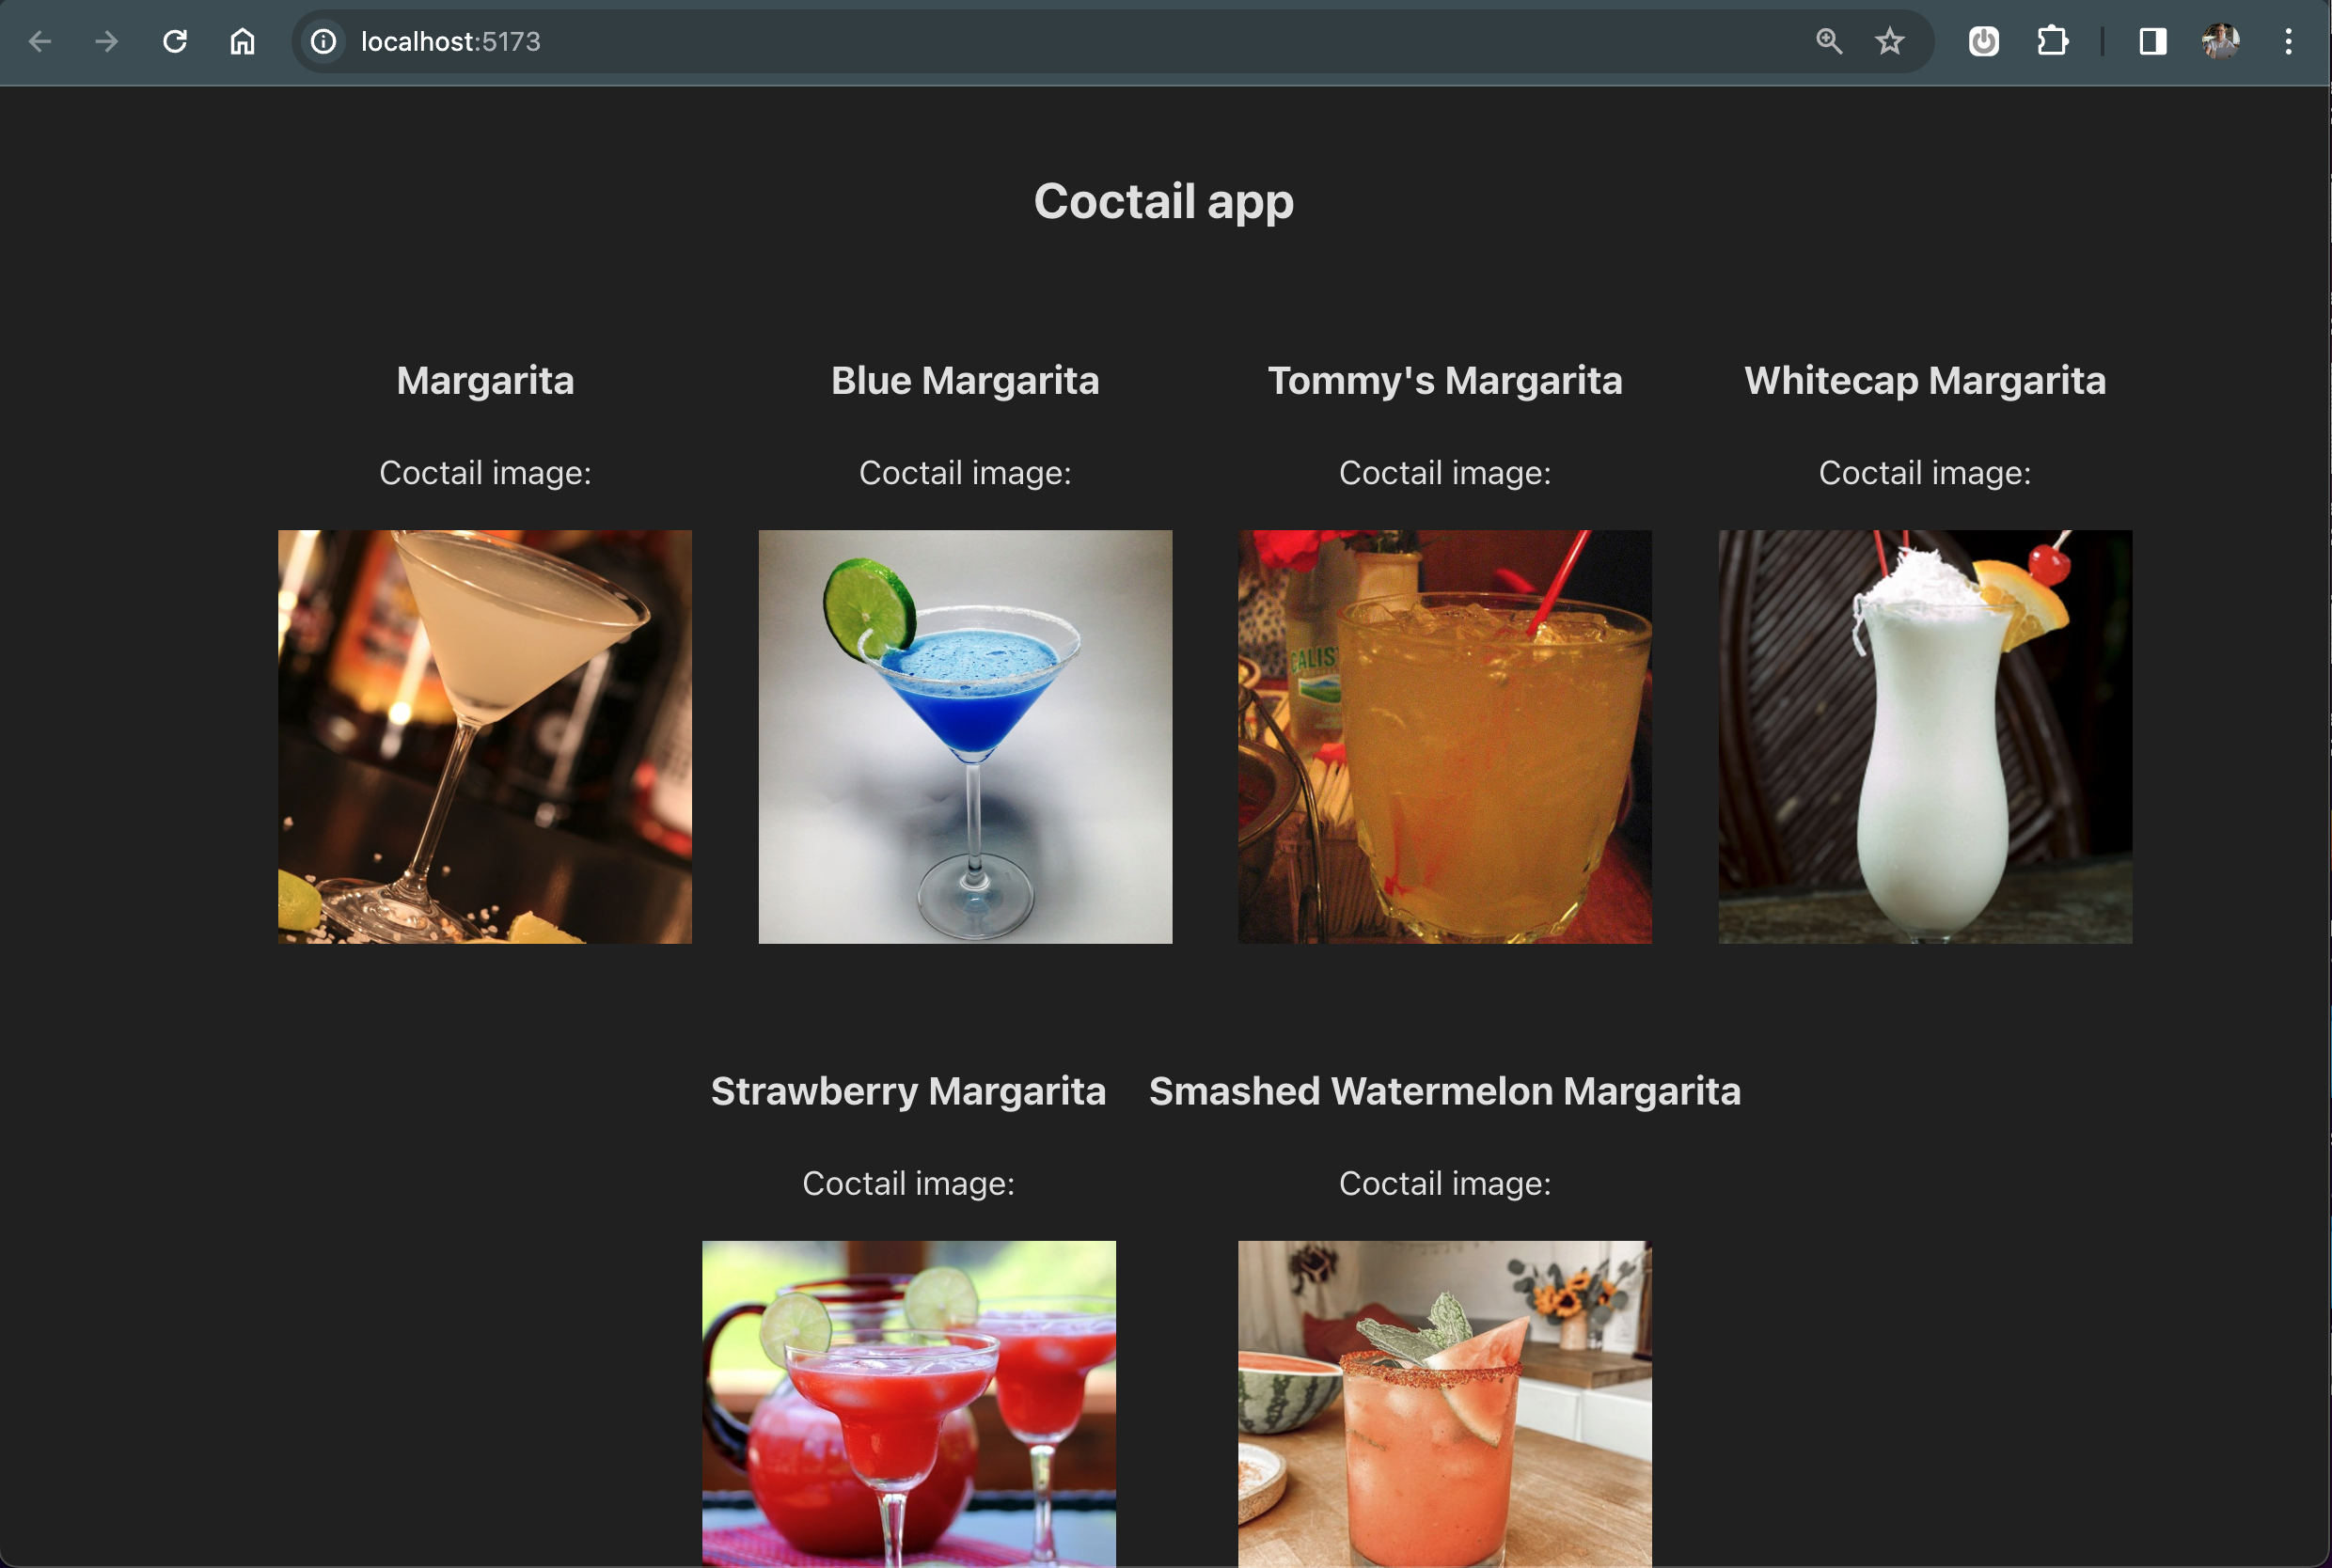 localhost:5173
Coctail app
Margarita
Blue Margarita
Tommy's Margarita
Whitecap Margarita
Coctail image:
Coctail image:
Coctail image:
Coctail image:
CALIS
Strawberry Margarita
Smashed Watermelon Margarita
Coctail image:
Coctail image: